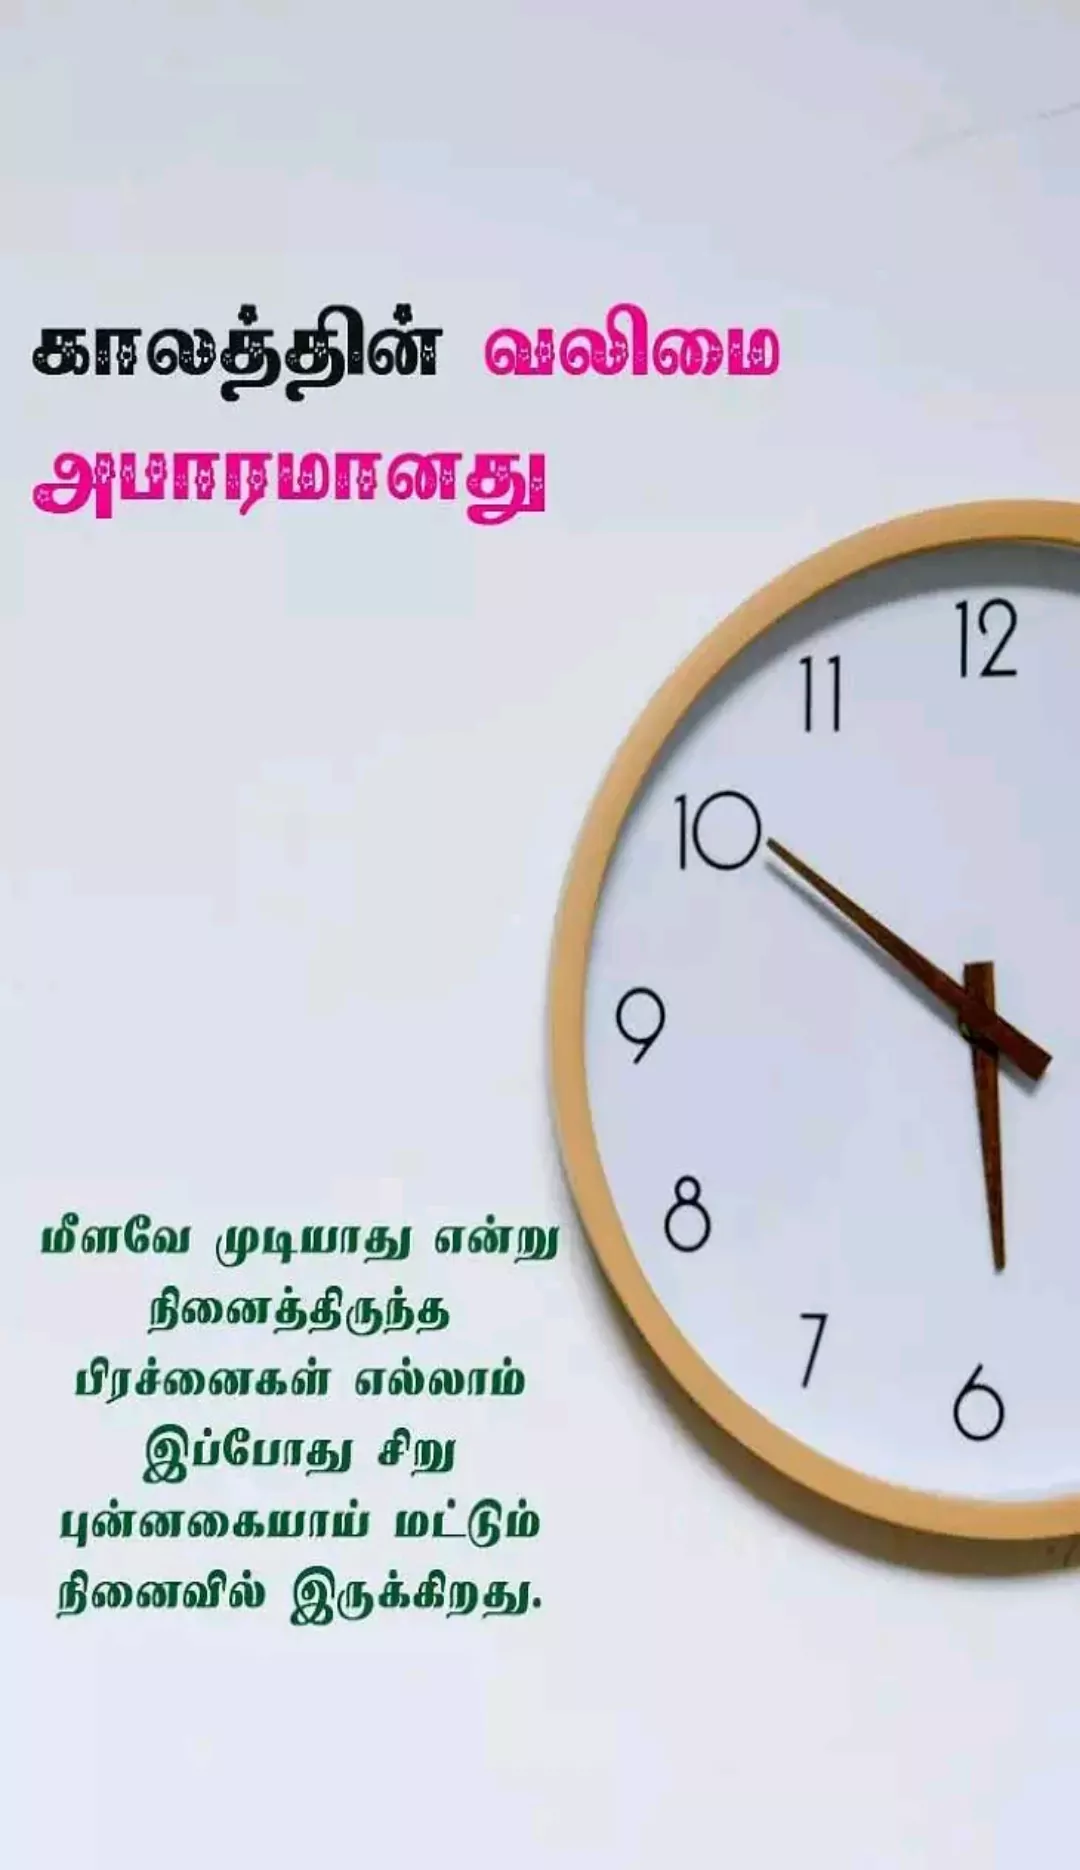 காலத்தின் வலிமை
அபாரமானது
12
11
10
9
8
7
6
மீளவே முடியாது என்று
நினைத்திருந்த
பிரச்னைகள் எல்லாம்
இப்போது சிறு
புன்னகையாய் மட்டும்
நினைவில் இருக்கிறது.